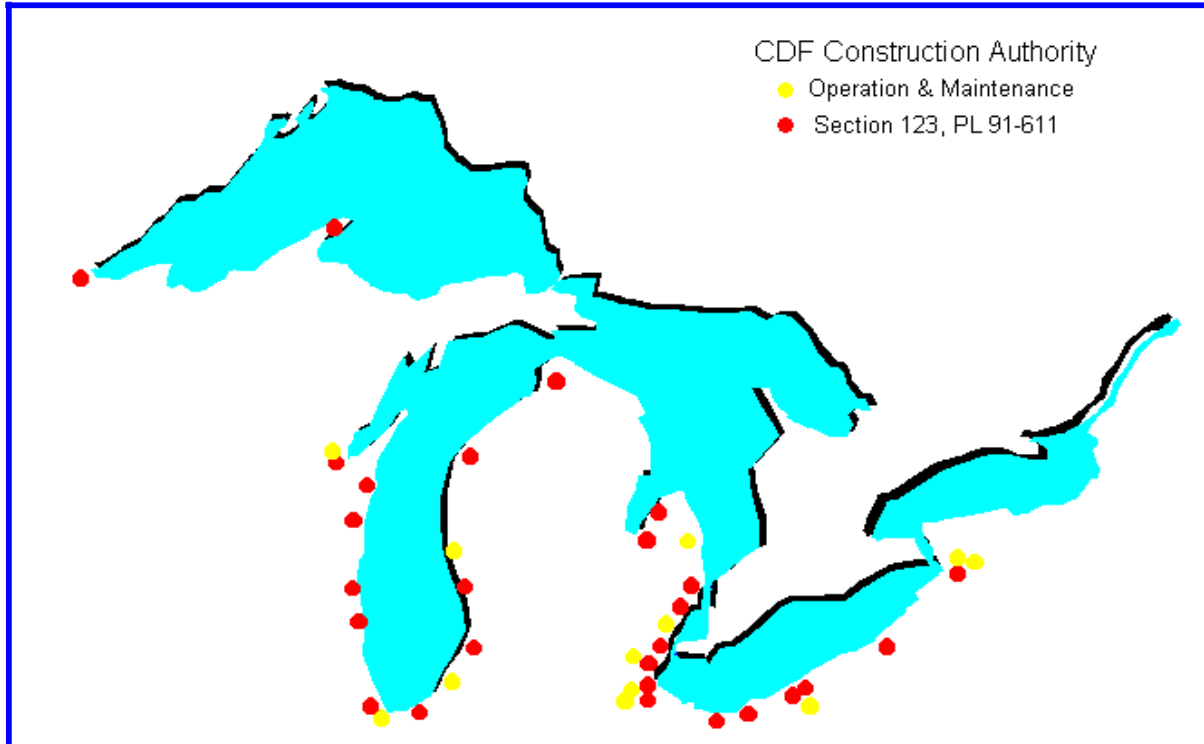 CDF Construction Authority
Operation & Maintenance
Section 123, PL 91-611